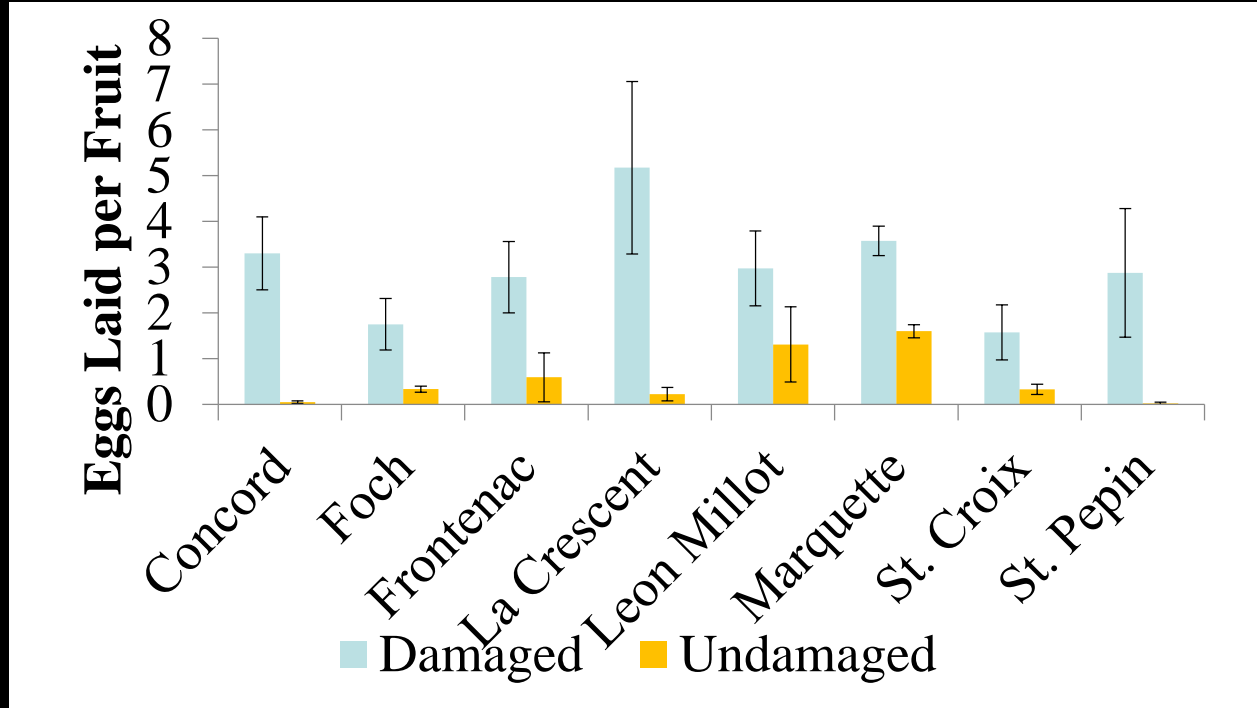 Eggs Laid per Fruit
8
7
6
5
4
3
2
1
0
Concord
Foch
Frontenac
La Crescent
Leon Millot
Marquette
St. Croix
St. Pepin
Damaged
Undamaged